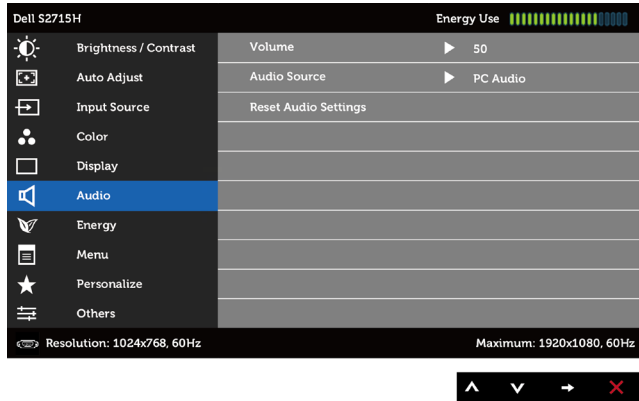 Dell S2715H Energy Use
Brightness / Contrast Volume 50
Auto Adjust Audio Source PC Audio
Input Source Reset Audio Settings
Color
Display
Audio
Energy
Menu
Personalize
Others
Resolution: 1024x768, 60Hz Maximum: 1920x1080, 60Hz